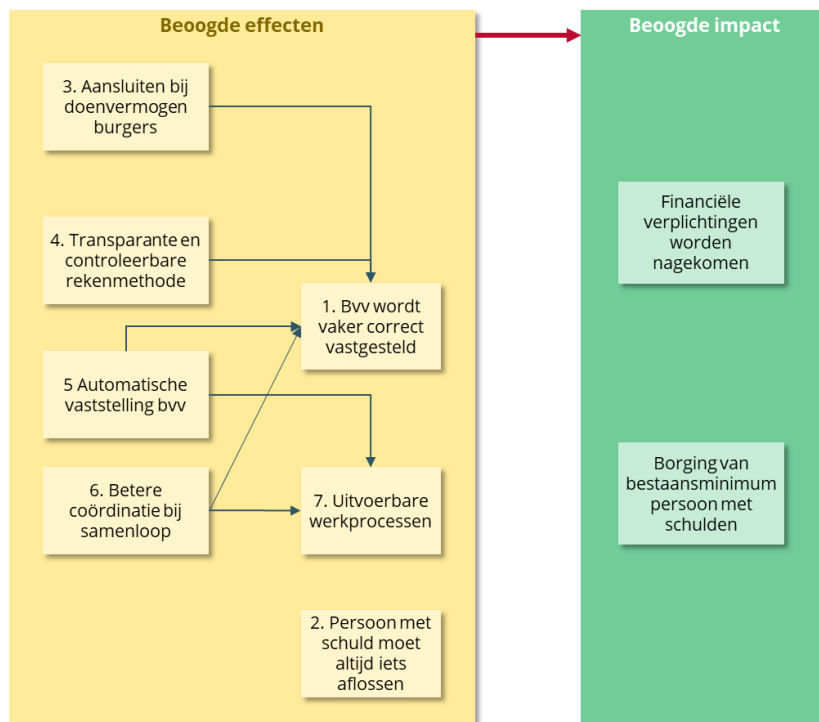 Beoogde effecten
3. Aansluiten bij
doenvermogen
burgers
4. Transparante en
controleerbare
rekenmethode
1. Bvv wordt
vaker correct
vastgesteld
5 Automatische
vaststelling bvv
6. Betere
coördinatie bij
samenloop
7. Uitvoerbare
werkprocessen
2. Persoon met
schuld moet
altijd iets
aflossen
Beoogde impact
Financiële
verplichtingen
worden
nagekomen
Borging van
bestaansminimum
persoon met
schulden